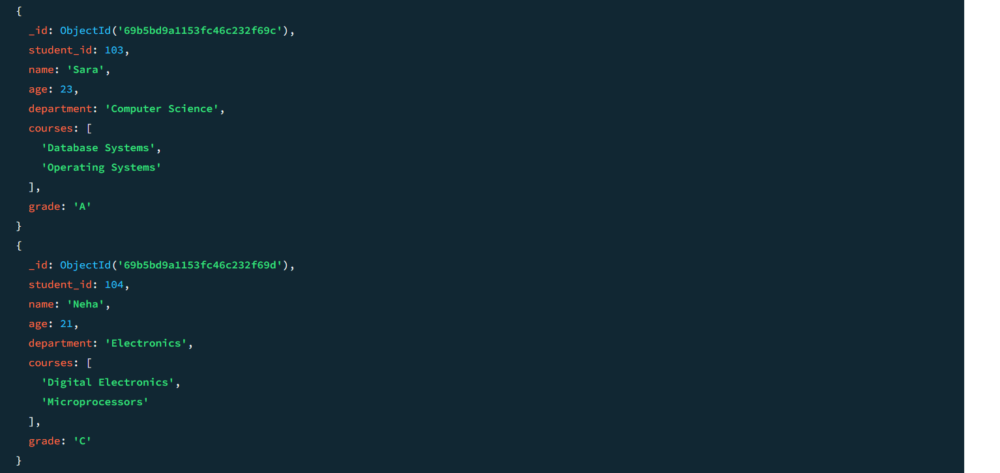 {
_id: ObjectId('69b5bd9a1153fc46c232f69c'),
student_id: 103,
name: 'Sara',
age: 23,
department: 'Computer Science',
courses: [
'Database Systems',
'Operating Systems'
],
grade: 'A'
}
{
_id: ObjectId('69b5bd9a1153fc46c232f69d'),
student_id: 104,
name: 'Neha',
age: 21,
department: 'Electronics',
courses: [
'Digital Electronics',
'Microprocessors'
],
grade: 'C'
}